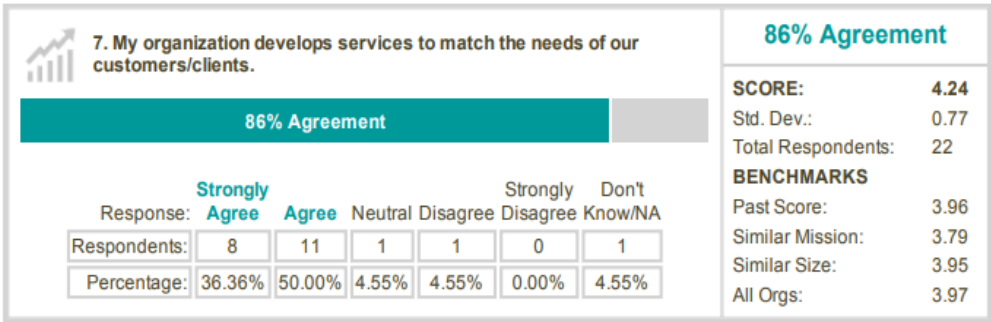 7. My organization develops services to match the needs of our
customers/clients.
86% Agreement
Response: Strongly Agree Agree Neutral Disagree Strongly Disagree Don't Know/NA
Respondents: 8 11 1 1 0 1
Percentage: 36.36% 50.00% 4.55% 4.55% 0.00% 4.55%
86% Agreement
SCORE: 4.24
Std. Dev.: 0.77
Total Respondents: 22
BENCHMARKS
Past Score: 3.96
Similar Mission: 3.79
Similar Size: 3.95
All Orgs: 3.97